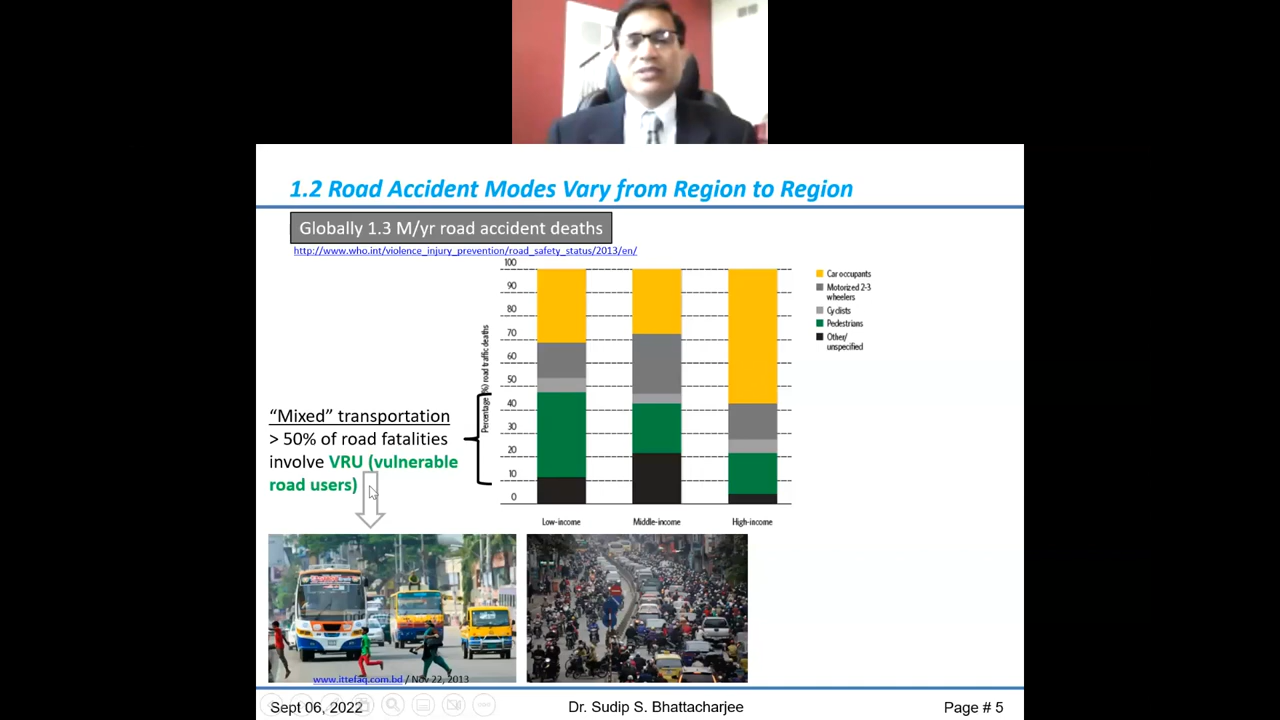 1.2 Road Accident Modes Vary from Region to Region
Globally 1.3 M/yr road accident deaths
http://www.who.int/violence_injury_prevention/road_safety_status/2013/en/
Percentage (%) road traffic deaths
100
90
80
70
60
50
40
30
20
10
0
Low-income
Middle-income
High-income
Car occupants
Motorized 2-3
wheelers
Cyclists
Pedestrians
Other/
unspecified
“Mixed” transportation
> 50% of road fatalities
involve VRU (vulnerable
road users)
www.ittefaq.com.bd / Nov 22, 2013
Sept 06, 2022
Dr. Sudip S. Bhattacharjee
Page # 5